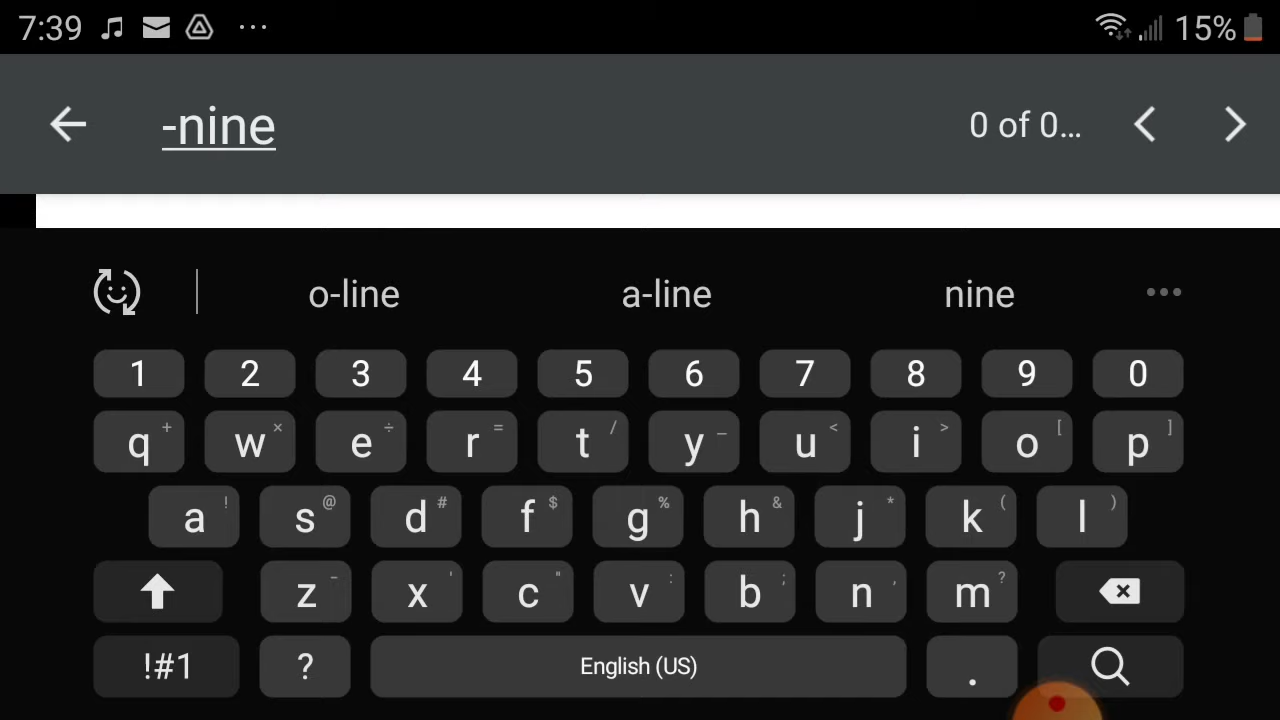 7:39 ... 15%
-nine 0 of 0...
o-line a-line nine ...
1 2 3 4 5 6 7 8 9 0
q + w × e ÷ r = t / y _ u < i > o [ p ]
a ! s @ d # f $ g % h & j * k ( l )
z - x ' c " v : b ; n , m ?
!#1 ? English (US) .